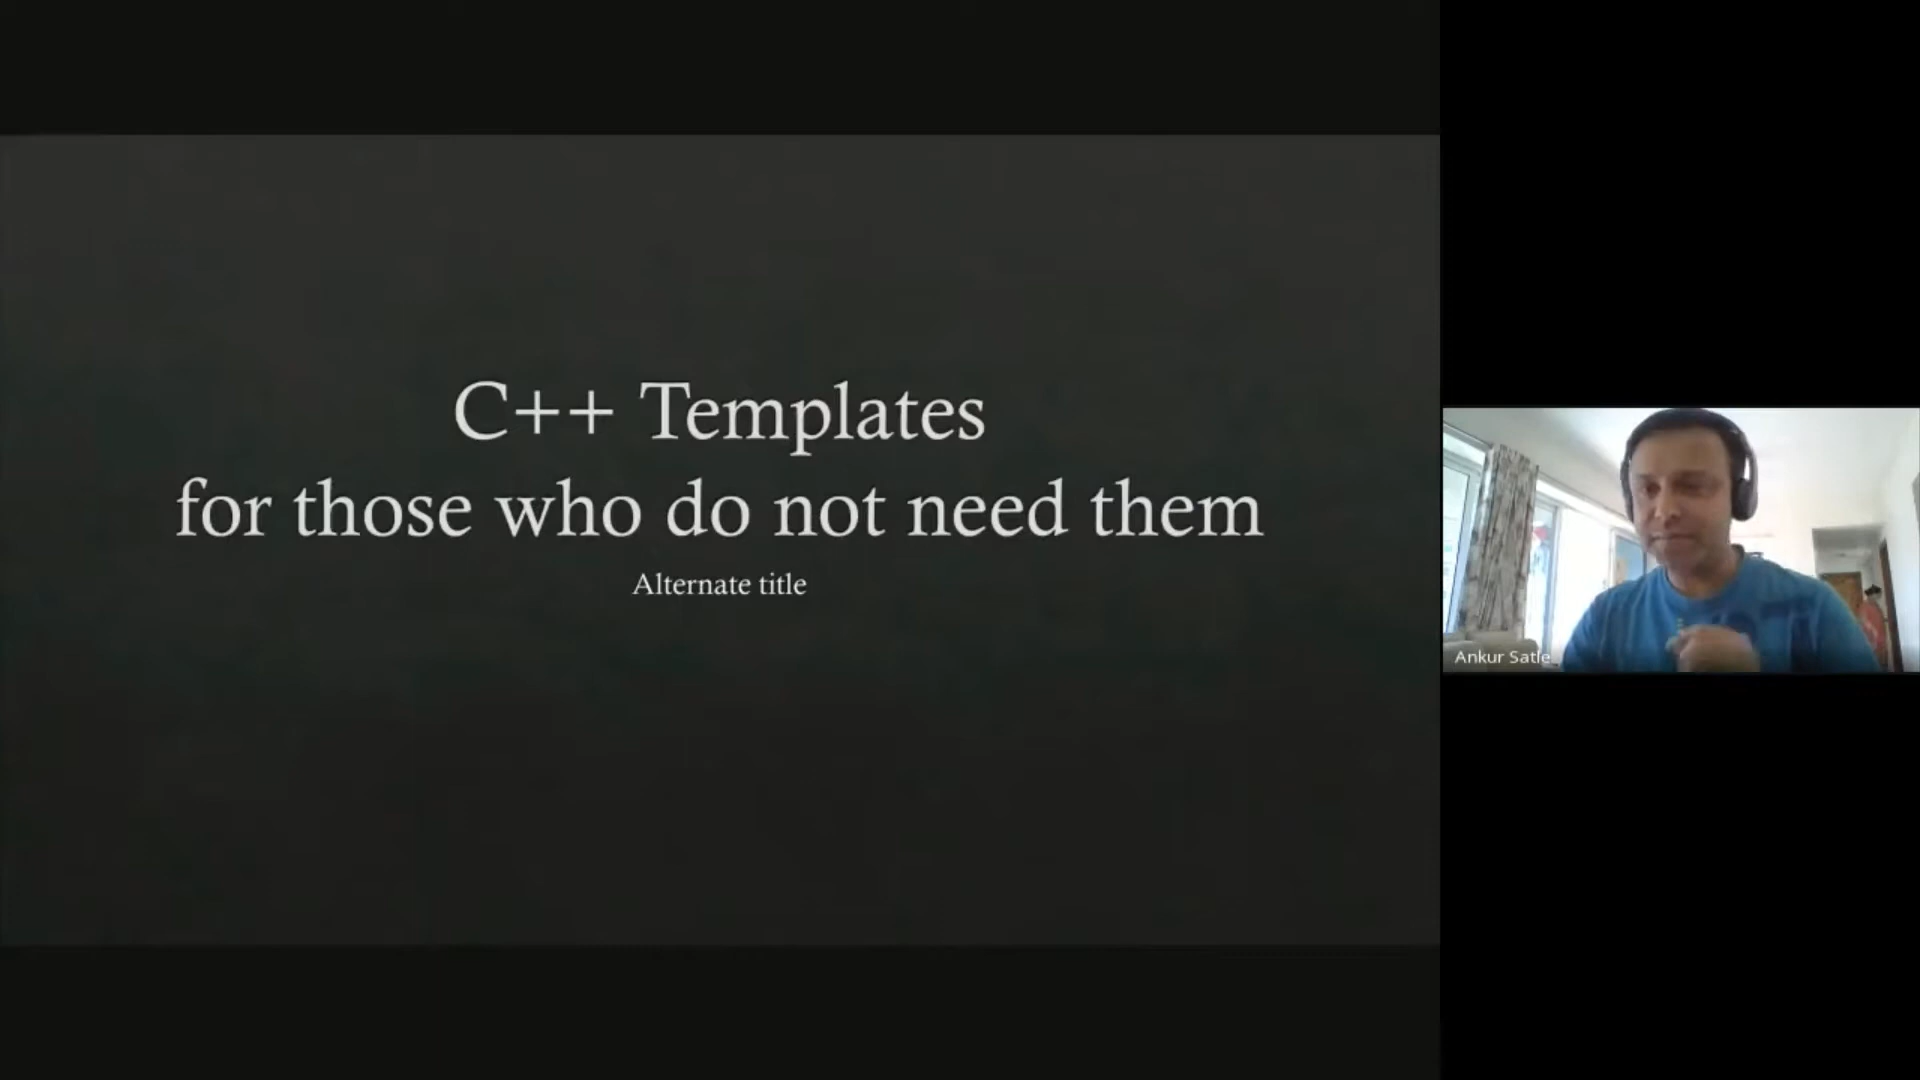 C++ Templates
for those who do not need them
Alternate title
Ankur Satle